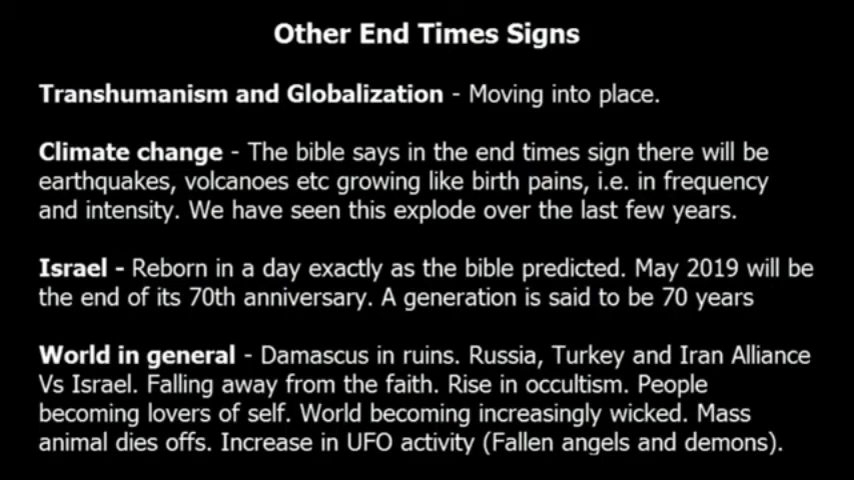 Other End Times Signs
Transhumanism and Globalization - Moving into place.
Climate change - The bible says in the end times sign there will be
earthquakes, volcanoes etc growing like birth pains, i.e. in frequency
and intensity. We have seen this explode over the last few years.
Israel - Reborn in a day exactly as the bible predicted. May 2019 will be
the end of its 70th anniversary. A generation is said to be 70 years
World in general - Damascus in ruins. Russia, Turkey and Iran Alliance
Vs Israel. Falling away from the faith. Rise in occultism. People
becoming lovers of self. World becoming increasingly wicked. Mass
animal dies offs. Increase in UFO activity (Fallen angels and demons).